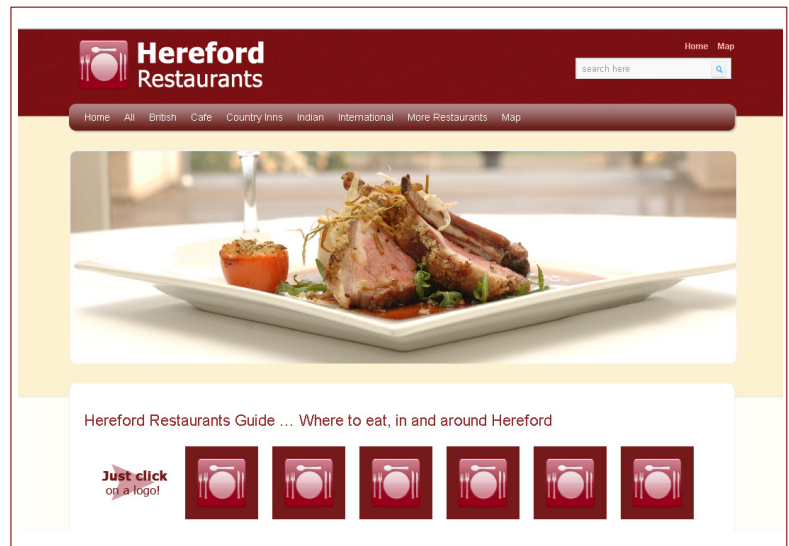 Hereford
Restaurants
Home Map
search here
Home All British Cafe Country Inns Indian International More Restaurants Map
Hereford Restaurants Guide ... Where to eat, in and around Hereford
Just click
on a logo!